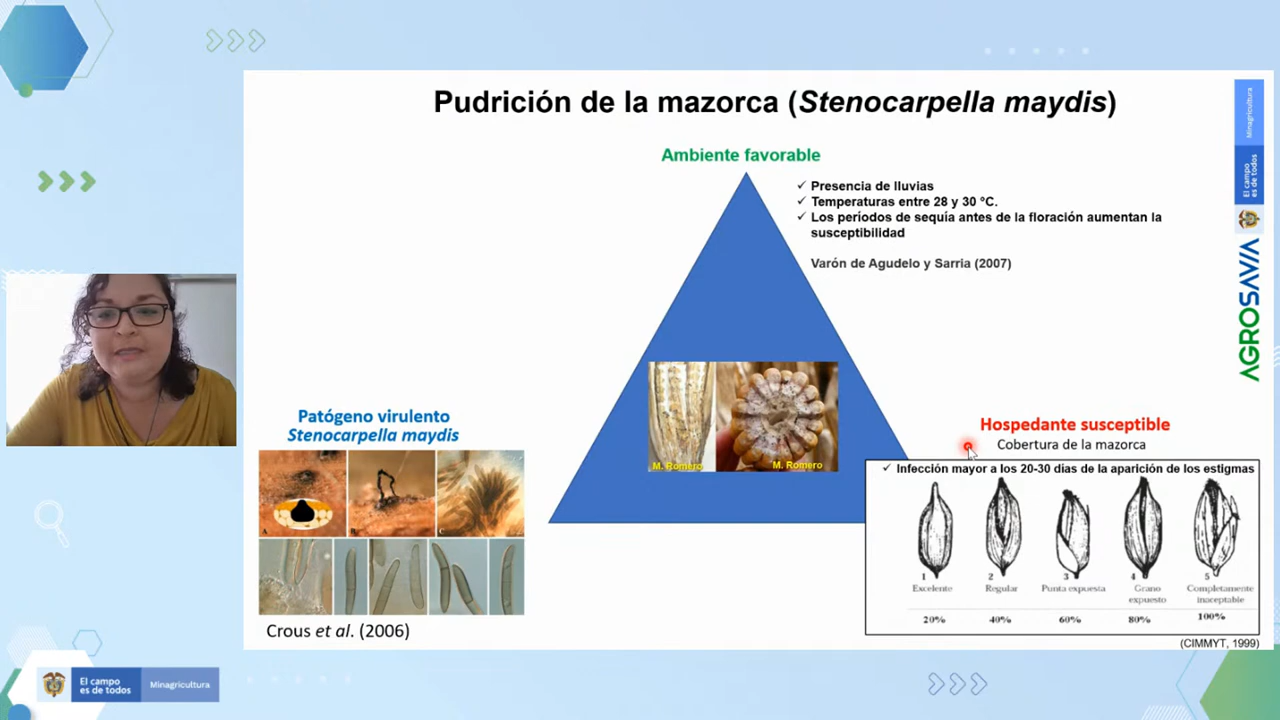 Pudrición de la mazorca (Stenocarpella maydis)
Ambiente favorable
✓ Presencia de lluvias
✓ Temperaturas entre 28 y 30 °C.
✓ Los períodos de sequía antes de la floración aumentan la
susceptibilidad
Varón de Agudelo y Sarria (2007)
Minagricultura
El campo
es de todos
AGROSAVIA
M. Romero
M. Romero
Patógeno virulento
Stenocarpella maydis
A
B
C
Crous et al. (2006)
Hospedante susceptible
Cobertura de la mazorca
✓ Infección mayor a los 20-30 días de la aparición de los estigmas
1 2 3 4 5
Excelente Regular Punta expuesta Grano expuesto Completamente inaceptable
20% 40% 60% 80% 100%
(CIMMYT, 1999)
El campo
es de todos
Minagricultura